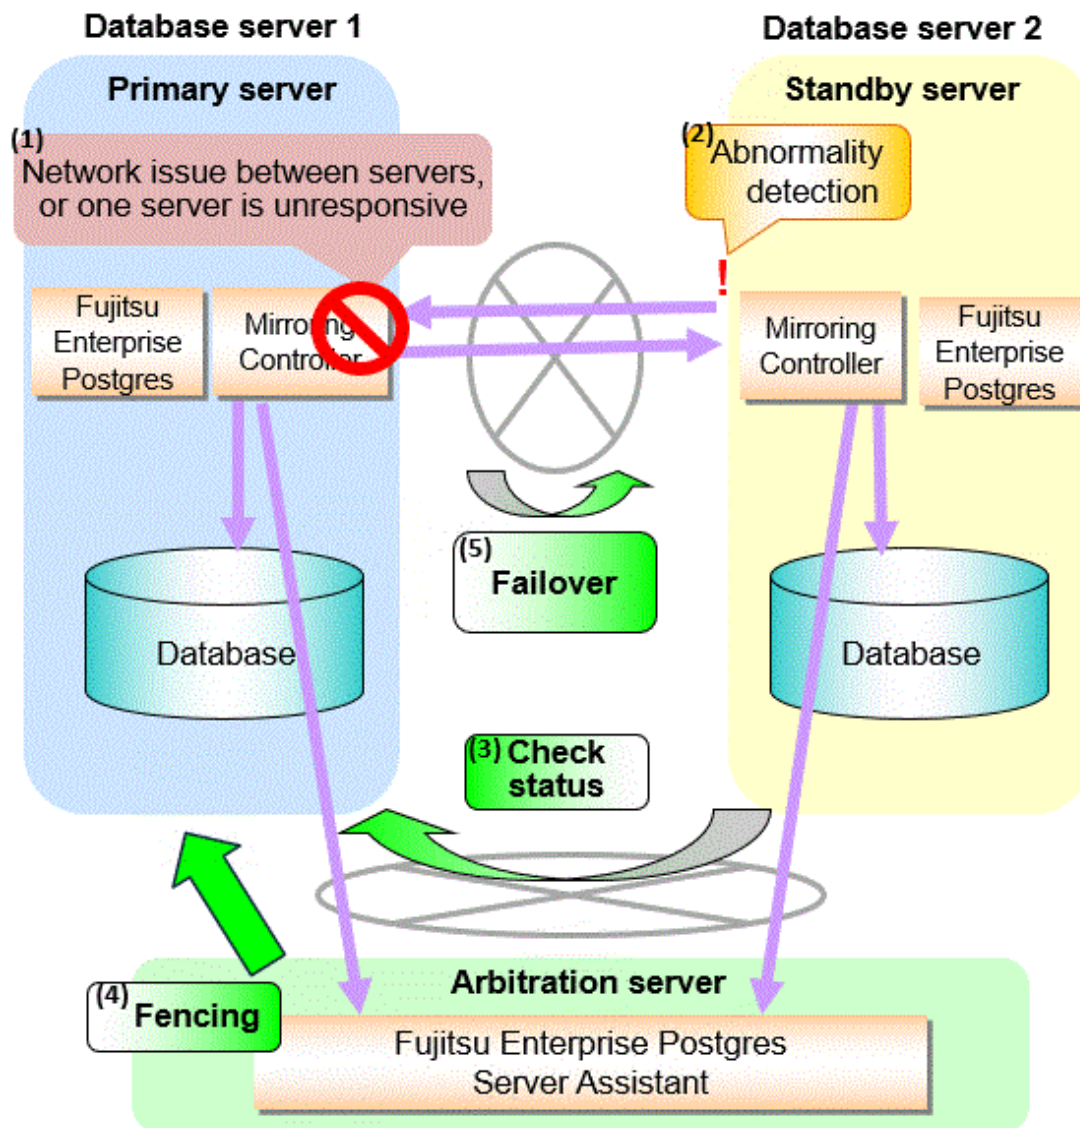 Database server 1
Database server 2
Primary server
Standby server
(1)
Network issue between servers,
or one server is unresponsive
(2)
Abnormality
detection
!
Fujitsu
Enterprise
Postgres
Mirroring
Controller
Mirroring
Controller
Fujitsu
Enterprise
Postgres
(5)
Failover
Database
Database
(3) Check
status
Arbitration server
(4)
Fencing
Fujitsu Enterprise Postgres
Server Assistant